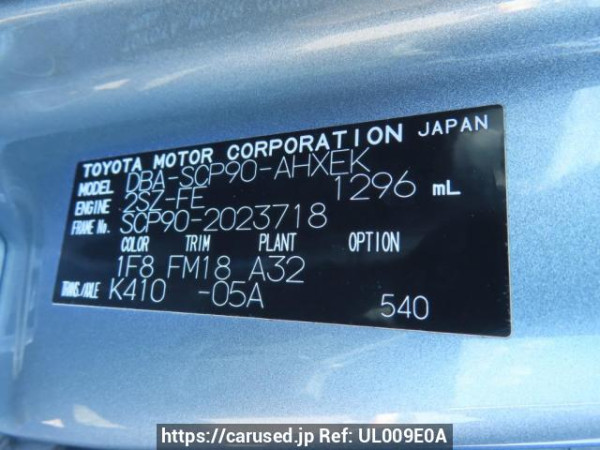 TOYOTA MOTOR CORPORATION JAPAN
MODEL DBA-SCP90-AHXEK
ENGINE 2SZ-FE 1296 mL
FRAME No. SCP90-2023718
COLOR TRIM PLANT OPTION
1F8 FM18 A32
TRANS./AXLE K410 -05A 540
https://carused.jp Ref: UL009E0A